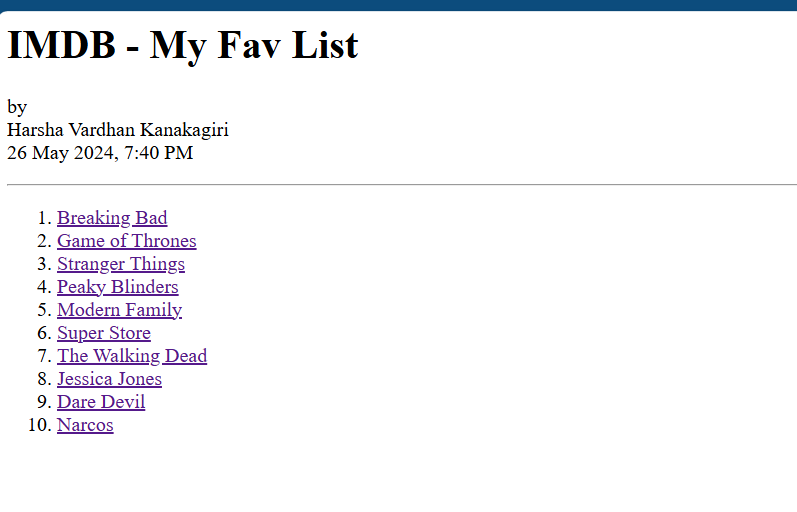 IMDB - My Fav List
by
Harsha Vardhan Kanakagiri
26 May 2024, 7:40 PM
1. Breaking Bad
2. Game of Thrones
3. Stranger Things
4. Peaky Blinders
5. Modern Family
6. Super Store
7. The Walking Dead
8. Jessica Jones
9. Dare Devil
10. Narcos